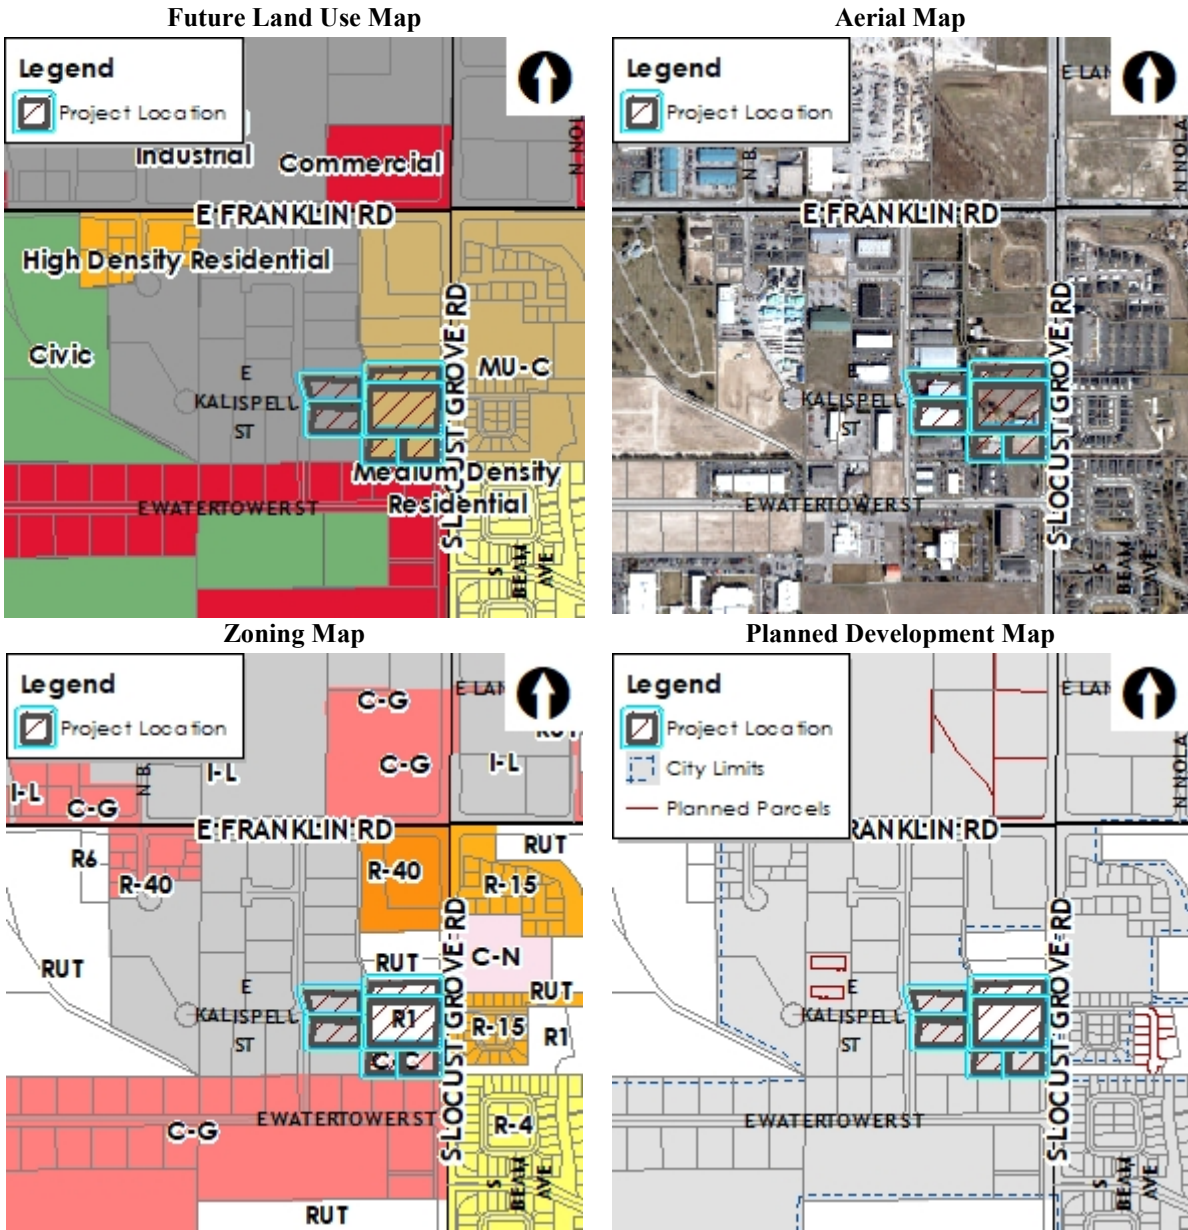 Future Land Use Map
Legend
Project Location
Industrial
Commercial
N NOL
E FRANKLIN RD
High Density Residential
Civic
E
KALISPELL
ST
MU-C
S LOCUST GROVE RD
Medium Density
Residential
E WATERTOWER ST
S
BEAM
AVE
Aerial Map
Legend
Project Location
E LAN
N NOLA
N B
E FRANKLIN RD
E
KALISPELL
ST
S LOCUST GROVE RD
E WATERTOWER ST
S
BEAM
AVE
Zoning Map
Legend
Project Location
C-G
E LAN
RUT
C-G
I-L
I-L
I-L
N B
C-G
E FRANKLIN RD
R6
R-40
R-40
RUT
R-15
RUT
C-N
RUT
RUT
E
KALISPELL
ST
R1
R-15
R1
C C
S LOCUST GROVE RD
E WATERTOWER ST
C-G
R-4
S
BEAM
AVE
RUT
Planned Development Map
Legend
Project Location
City Limits
Planned Parcels
E LAN
N NOLA
RANKLIN RD
E
KALISPELL
ST
S LOCUST GROVE RD
E WATERTOWER ST
S
BEAM
AVE